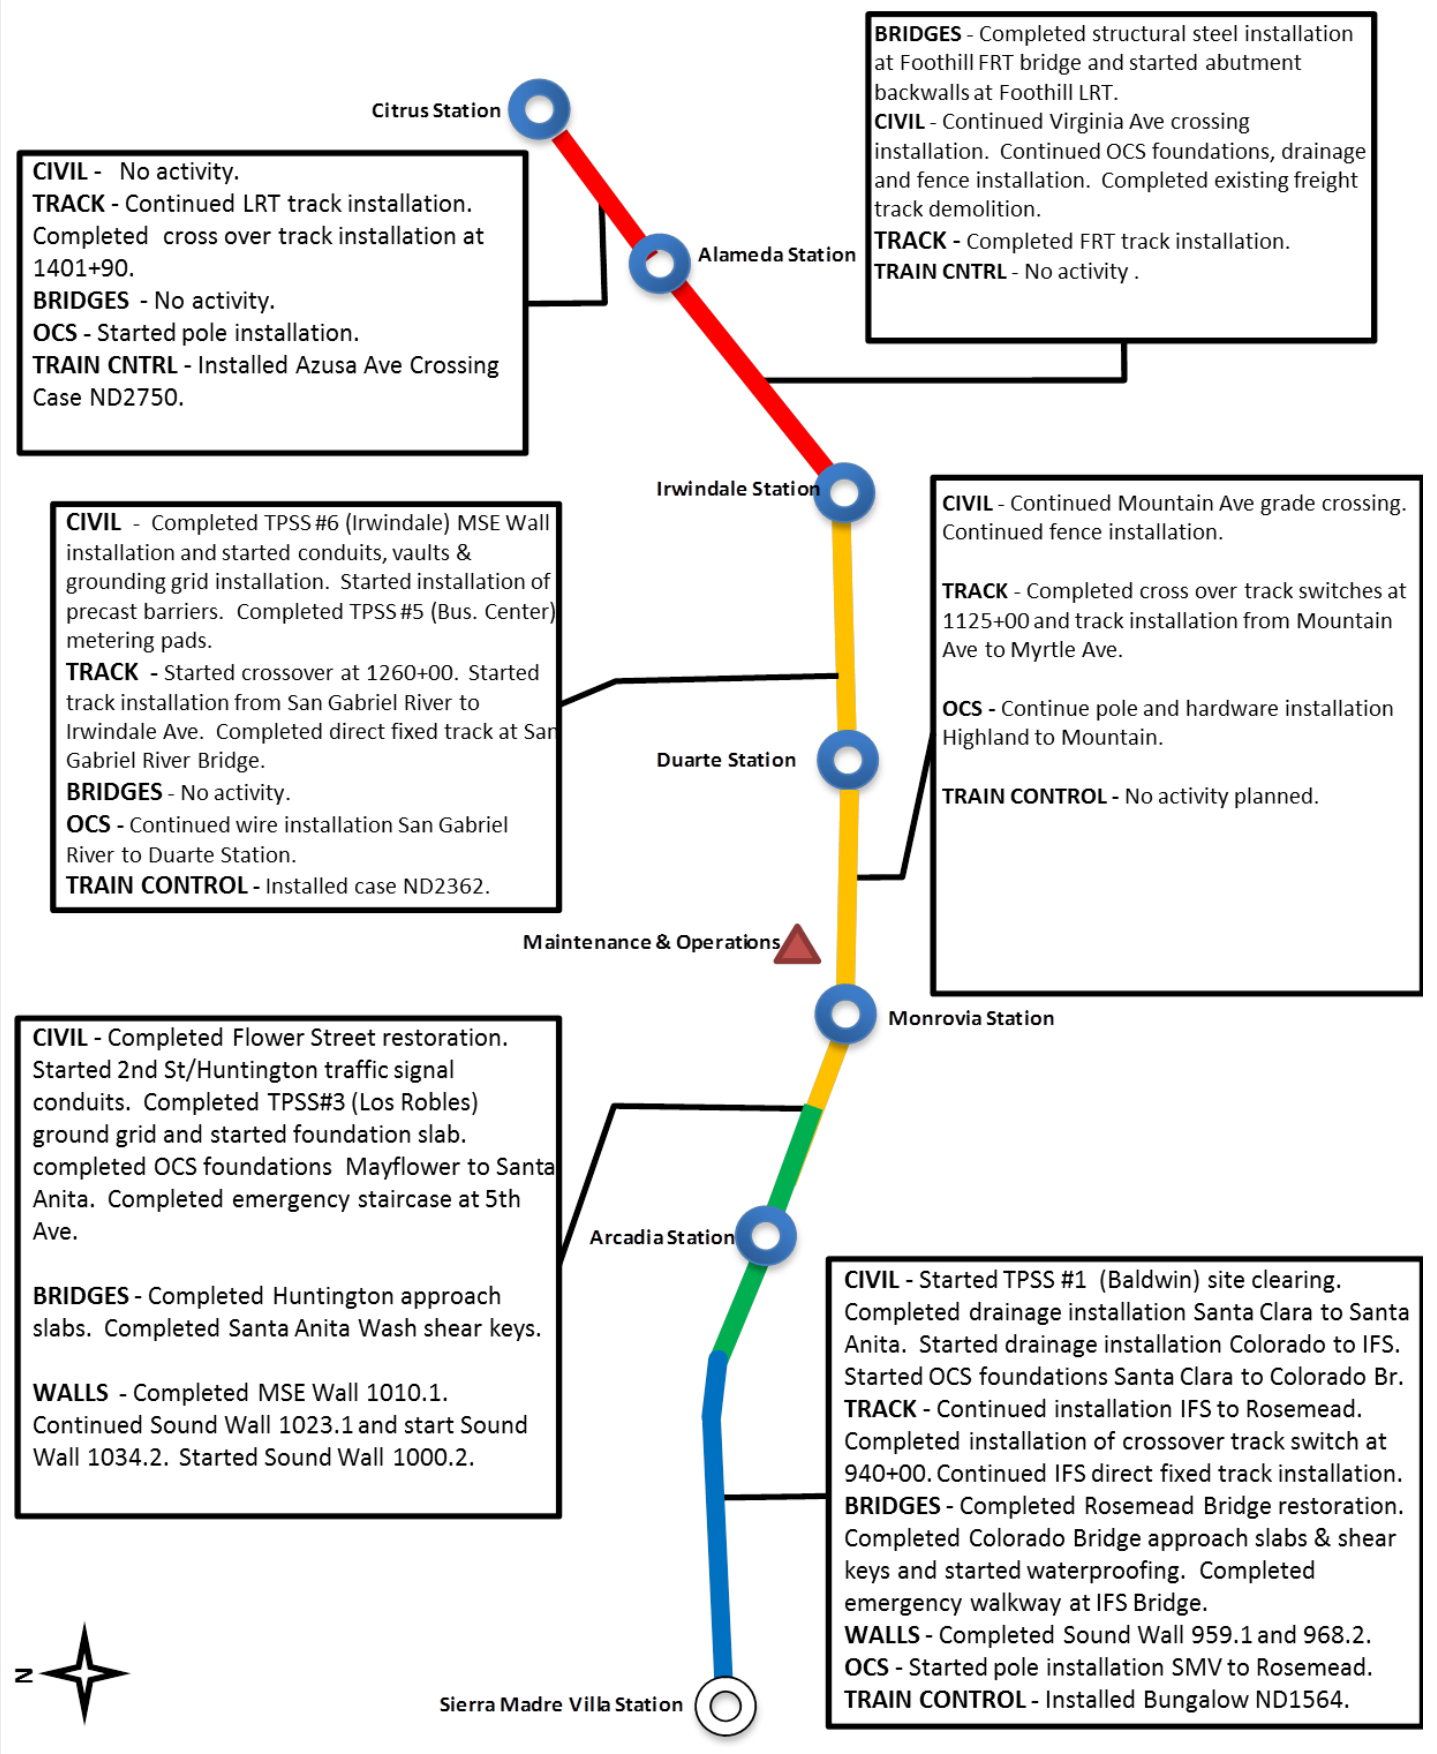 BRIDGES - Completed structural steel installation
at Foothill FRT bridge and started abutment
backwalls at Foothill LRT.
CIVIL - Continued Virginia Ave crossing
installation. Continued OCS foundations, drainage
and fence installation. Completed existing freight
track demolition.
TRACK - Completed FRT track installation.
TRAIN CNTRL - No activity .
Citrus Station
CIVIL - No activity.
TRACK - Continued LRT track installation.
Completed cross over track installation at
1401+90.
BRIDGES - No activity.
OCS - Started pole installation.
TRAIN CNTRL - Installed Azusa Ave Crossing
Case ND2750.
Alameda Station
Irwindale Station
CIVIL - Completed TPSS #6 (Irwindale) MSE Wall
installation and started conduits, vaults &
grounding grid installation. Started installation of
precast barriers. Completed TPSS #5 (Bus. Center)
metering pads.
TRACK - Started crossover at 1260+00. Started
track installation from San Gabriel River to
Irwindale Ave. Completed direct fixed track at San
Gabriel River Bridge.
BRIDGES - No activity.
OCS - Continued wire installation San Gabriel
River to Duarte Station.
TRAIN CONTROL - Installed case ND2362.
CIVIL - Continued Mountain Ave grade crossing.
Continued fence installation.
TRACK - Completed cross over track switches at
1125+00 and track installation from Mountain
Ave to Myrtle Ave.
OCS - Continue pole and hardware installation
Highland to Mountain.
TRAIN CONTROL - No activity planned.
Duarte Station
Maintenance & Operations
Monrovia Station
CIVIL - Completed Flower Street restoration.
Started 2nd St/Huntington traffic signal
conduits. Completed TPSS#3 (Los Robles)
ground grid and started foundation slab.
completed OCS foundations Mayflower to Santa
Anita. Completed emergency staircase at 5th
Ave.
BRIDGES - Completed Huntington approach
slabs. Completed Santa Anita Wash shear keys.
WALLS - Completed MSE Wall 1010.1.
Continued Sound Wall 1023.1 and start Sound
Wall 1034.2. Started Sound Wall 1000.2.
Arcadia Station
CIVIL - Started TPSS #1 (Baldwin) site clearing.
Completed drainage installation Santa Clara to Santa
Anita. Started drainage installation Colorado to IFS.
Started OCS foundations Santa Clara to Colorado Br.
TRACK - Continued installation IFS to Rosemead.
Completed installation of crossover track switch at
940+00. Continued IFS direct fixed track installation.
BRIDGES - Completed Rosemead Bridge restoration.
Completed Colorado Bridge approach slabs & shear
keys and started waterproofing. Completed
emergency walkway at IFS Bridge.
WALLS - Completed Sound Wall 959.1 and 968.2.
OCS - Started pole installation SMV to Rosemead.
TRAIN CONTROL - Installed Bungalow ND1564.
N
Sierra Madre Villa Station